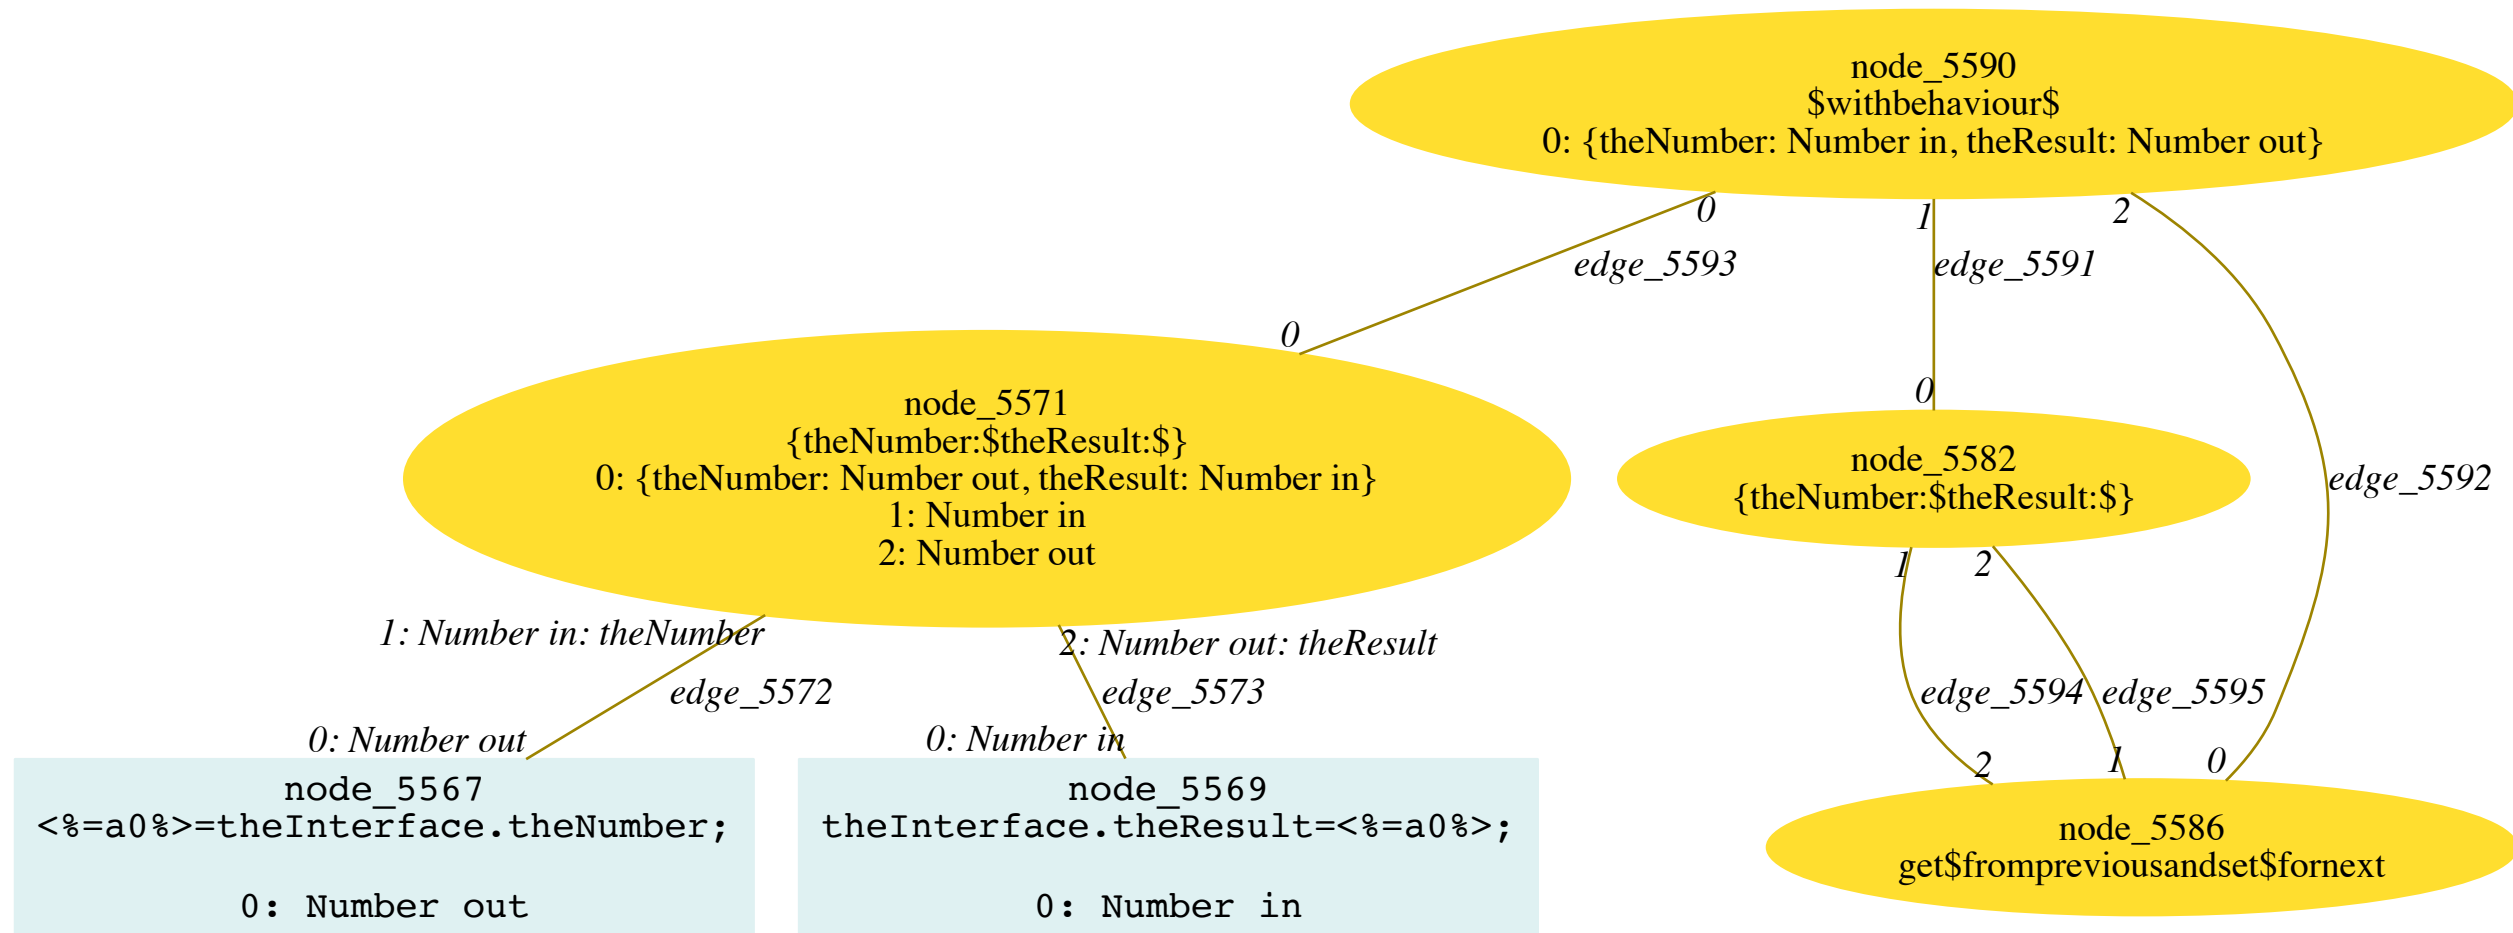 node_5590
$withbehaviour$
0: {theNumber: Number in, theResult: Number out}
0
1
2
edge_5593
edge_5591
0
0
node_5571
{theNumber:$theResult:$}
0: {theNumber: Number out, theResult: Number in}
1: Number in
2: Number out
node_5582
{theNumber:$theResult:$}
edge_5592
1
2
1: Number in: theNumber
2: Number out: theResult
edge_5572
edge_5573
edge_5594
edge_5595
0: Number out
0: Number in
2
1
0
node_5567
<%=a0%>=theInterface.theNumber;
0: Number out
node_5569
theInterface.theResult=<%=a0%>;
0: Number in
node_5586
get$frompreviousandset$fornext